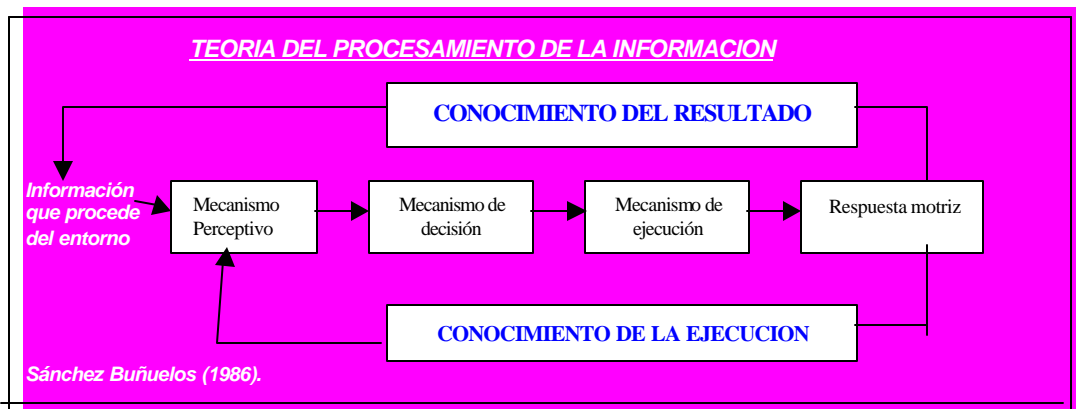 TEORIA DEL PROCESAMIENTO DE LA INFORMACION
CONOCIMIENTO DEL RESULTADO
Información
que procede
del entorno
Mecanismo
Perceptivo
Mecanismo de
decisión
Mecanismo de
ejecución
Respuesta motriz
CONOCIMIENTO DE LA EJECUCION
Sánchez Buñuelos (1986).